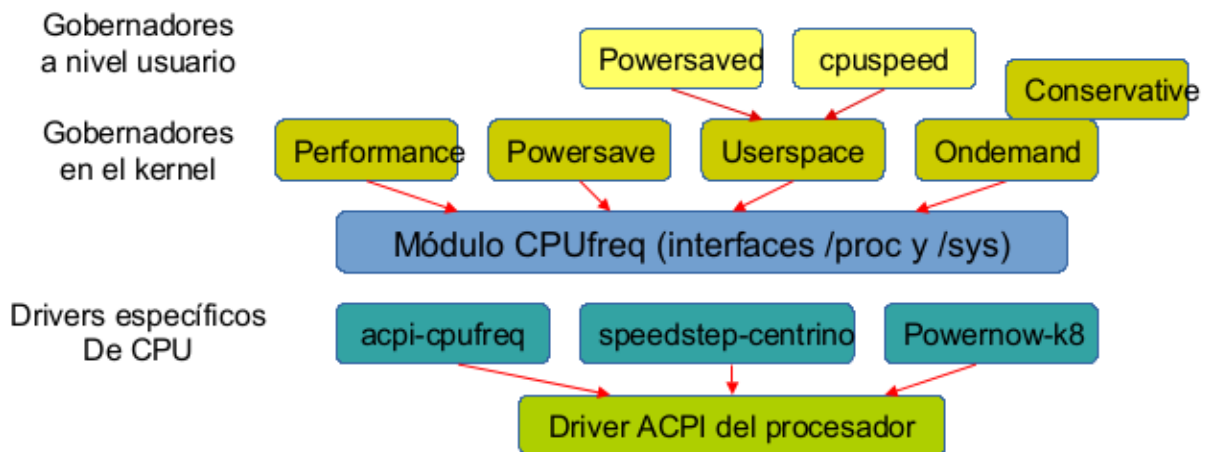 Gobernadores
a nivel usuario
Powersaved
cpuspeed
Conservative
Gobernadores
en el kernel
Performance
Powersave
Userspace
Ondemand
Módulo CPUfreq (interfaces /proc y /sys)
Drivers específicos
De CPU
acpi-cpufreq
speedstep-centrino
Powernow-k8
Driver ACPI del procesador